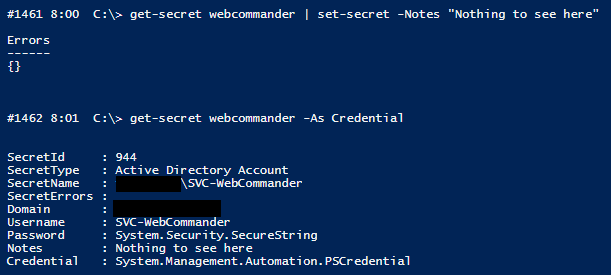 #1461 8:00 C:\> get-secret webcommander | set-secret -Notes "Nothing to see here"
Errors
------
{}
#1462 8:01 C:\> get-secret webcommander -As Credential
SecretId : 944
SecretType : Active Directory Account
SecretName : \SVC-WebCommander
SecretErrors :
Domain :
Username : SVC-WebCommander
Password : System.Security.SecureString
Notes : Nothing to see here
Credential : System.Management.Automation.PSCredential